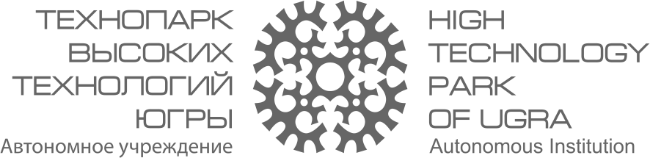 ТЕХНОПАРК
ВЫСОКИХ
ТЕХНОЛОГИЙ
ЮГРЫ
Автономное учреждение
HIGH
TECHNOLOGY
PARK
OF UGRA
Autonomous Institution